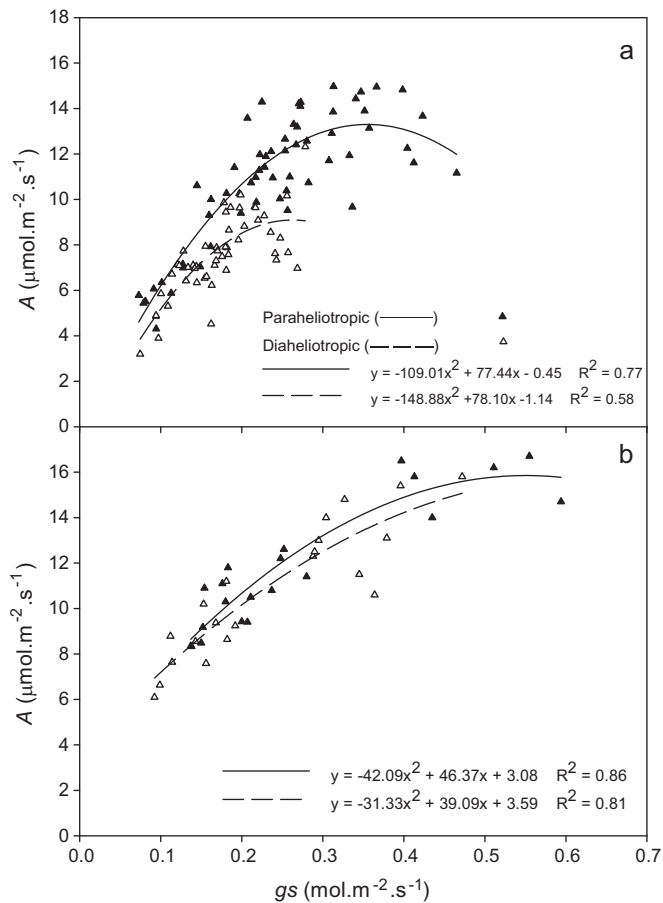 a
16
14
12
10
8
6
4
2
0
A (μmol.m⁻².s⁻¹)
Paraheliotropic (———) ▲
Diaheliotropic (— — —) △
y = -109.01x² + 77.44x - 0.45 R² = 0.77
y = -148.88x² +78.10x -1.14 R² = 0.58
b
16
14
12
10
8
6
4
2
0
A (μmol.m⁻².s⁻¹)
y = -42.09x² + 46.37x + 3.08 R² = 0.86
y = -31.33x² + 39.09x + 3.59 R² = 0.81
0.0 0.1 0.2 0.3 0.4 0.5 0.6 0.7
gs (mol.m⁻².s⁻¹)